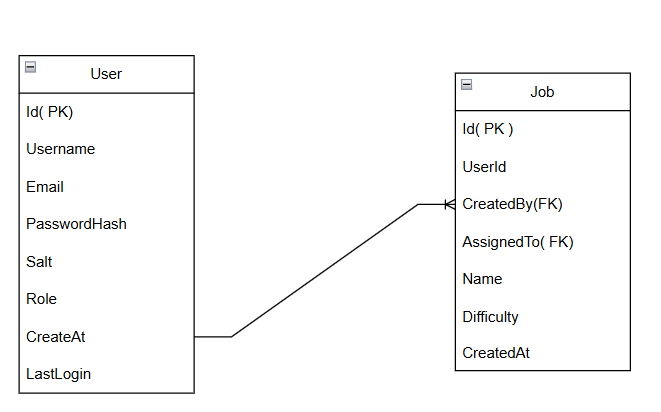 User
Id( PK)
Username
Email
PasswordHash
Salt
Role
CreateAt
LastLogin
Job
Id( PK )
UserId
CreatedBy(FK)
AssignedTo( FK)
Name
Difficulty
CreatedAt